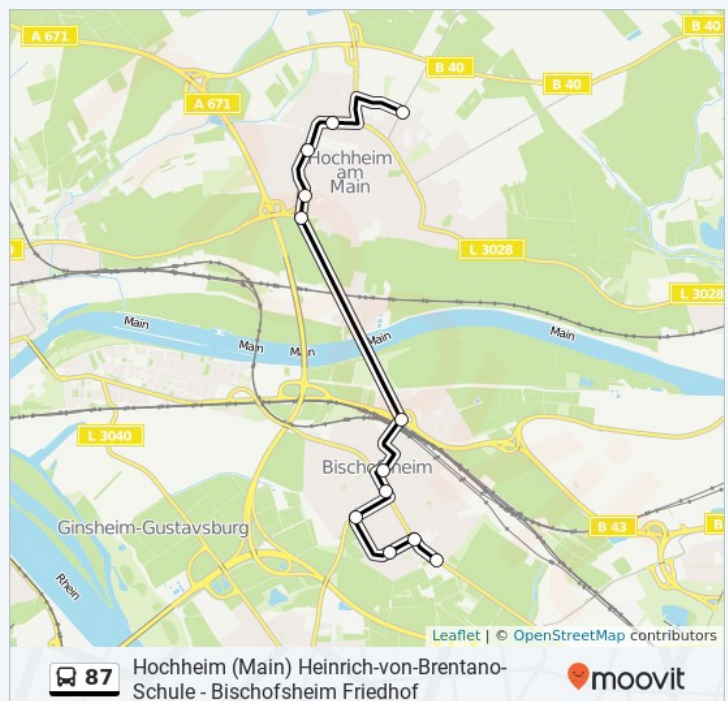 A 671
B 40
B 40
B 40
A 671
Hochheim
am
Main
L 3028
L 3028
Main
Main
Main
Main
Main
L 3040
Bischofsheim
Ginsheim-Gustavsburg
B 43
B
Rhein
Leaflet | © OpenStreetMap contributors
87
Hochheim (Main) Heinrich-von-Brentano-
Schule - Bischofsheim Friedhof
moovit